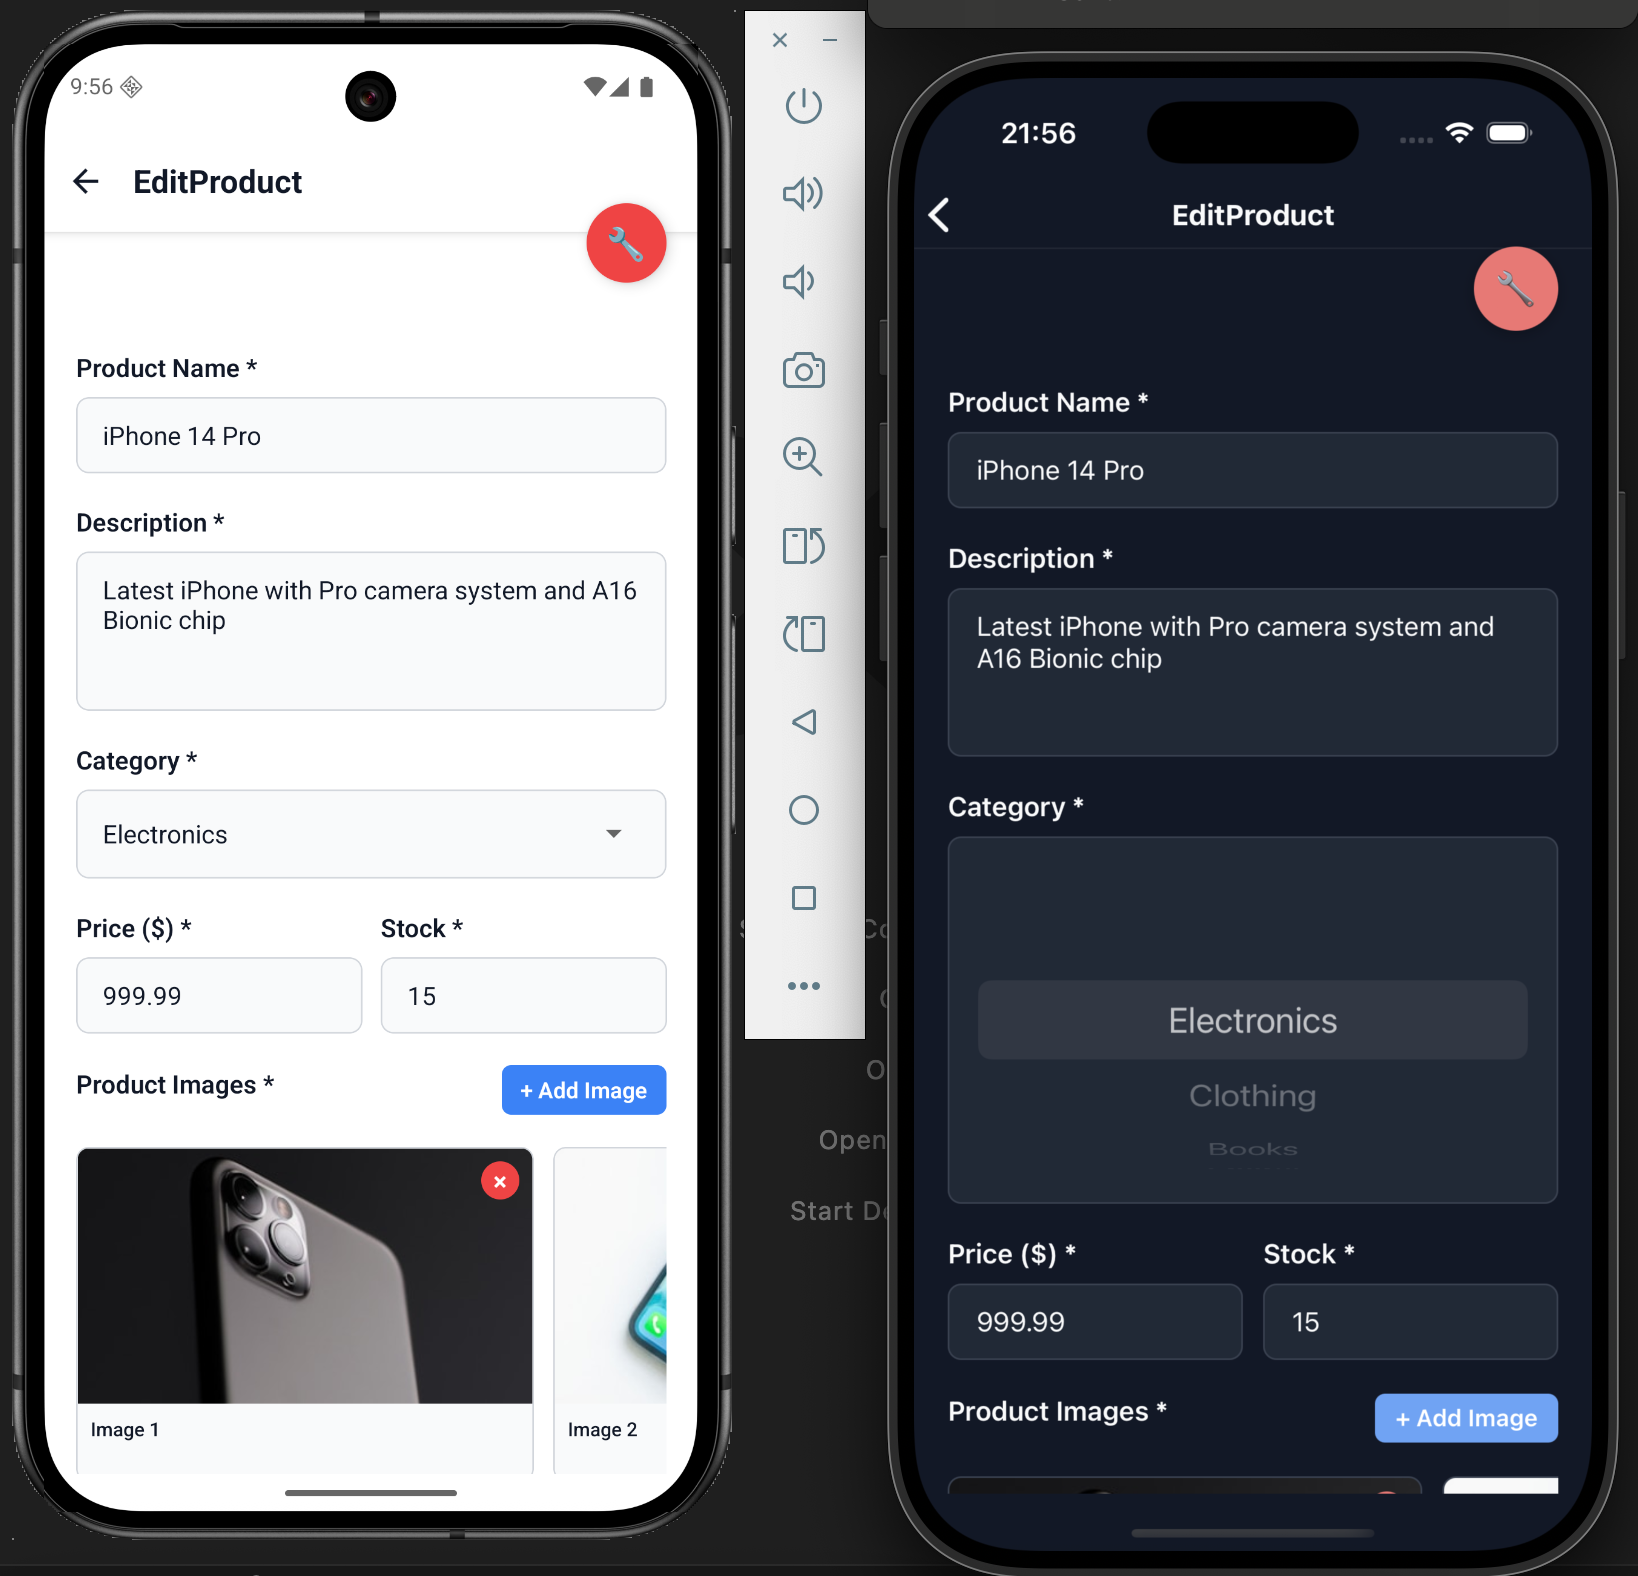 9:56
EditProduct
Product Name *
iPhone 14 Pro
Description *
Latest iPhone with Pro camera system and A16
Bionic chip
Category *
Electronics
Price ($) *
Stock *
999.99
15
Product Images *
+ Add Image
Image 1
Image 2
Open
Start De
21:56
EditProduct
Product Name *
iPhone 14 Pro
Description *
Latest iPhone with Pro camera system and
A16 Bionic chip
Category *
Electronics
Clothing
Books
Price ($) *
Stock *
999.99
15
Product Images *
+ Add Image